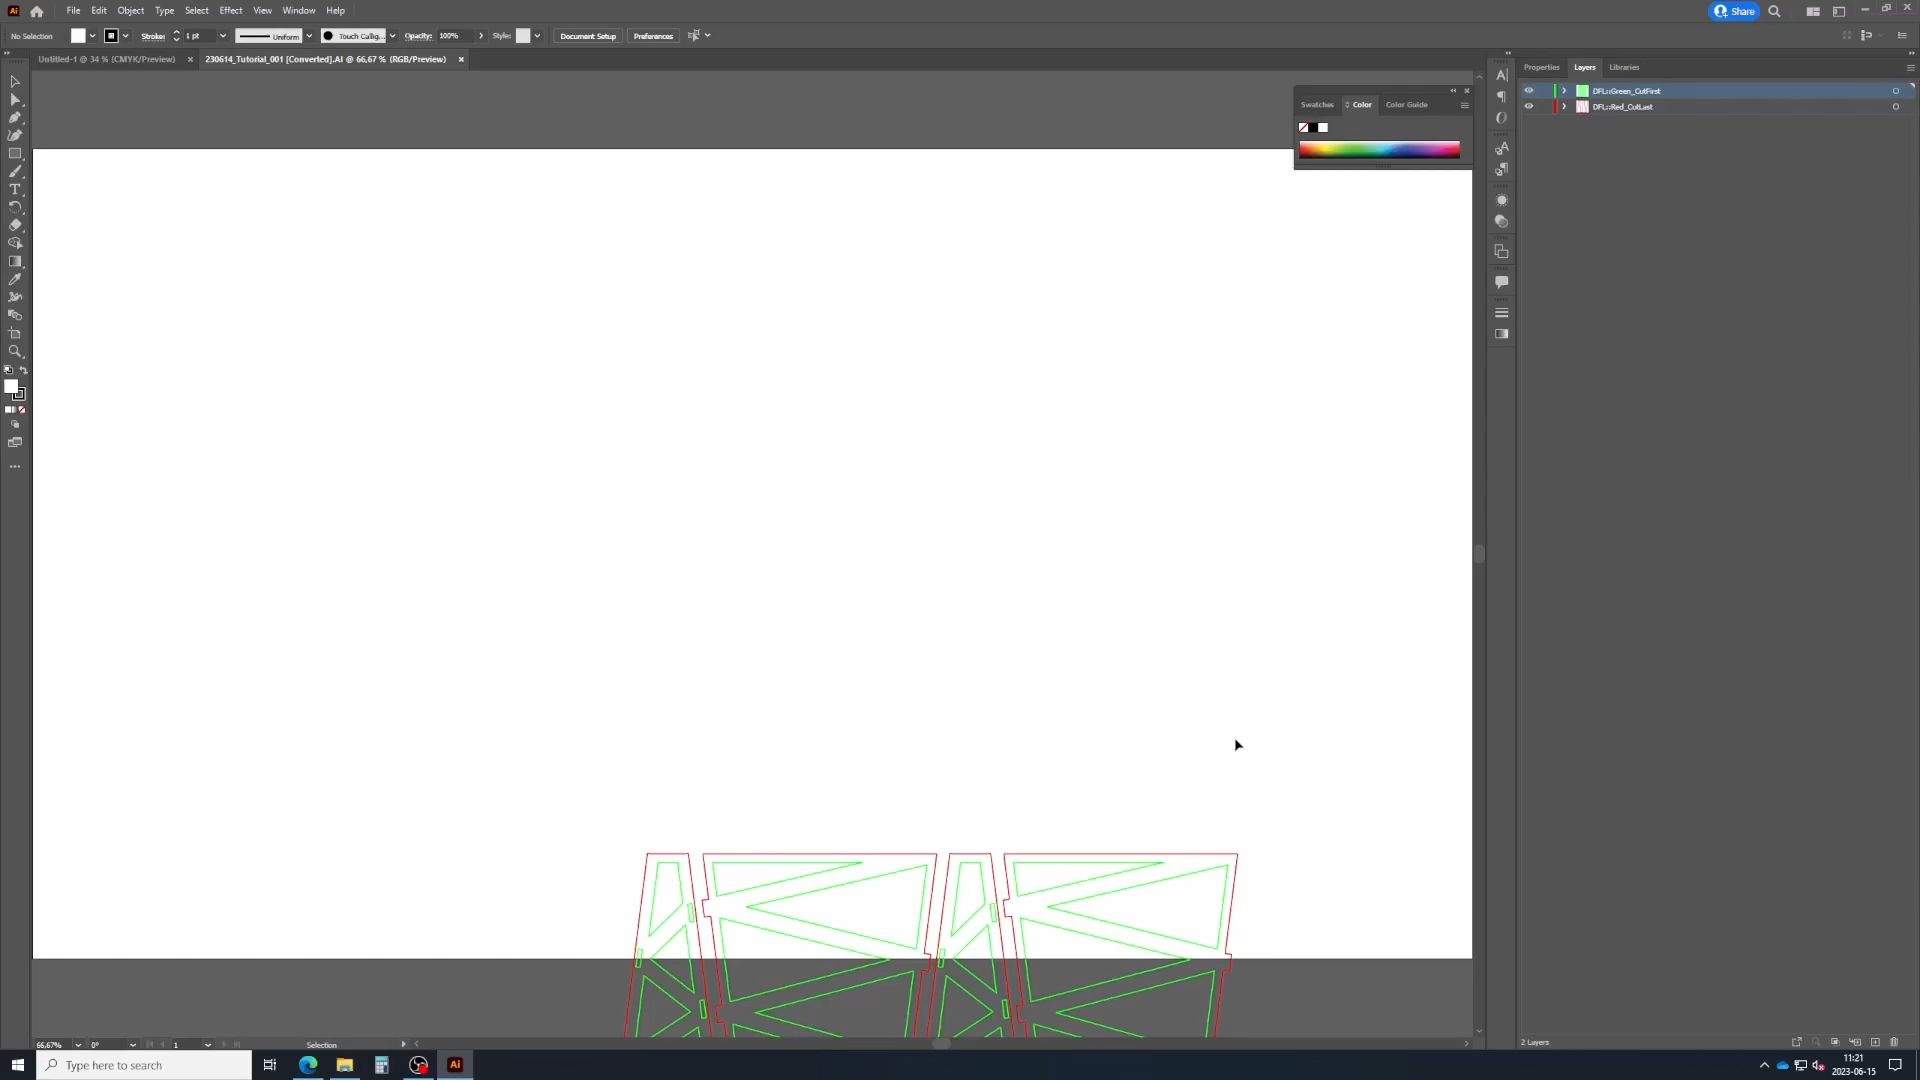 Ai File Edit Object Type Select Effect View Window Help Share
No Selection Stroke: 1 pt Uniform Touch Callig... Opacity: 100% Style: Document Setup Preferences
Untitled-1 @ 34 % (CMYK/Preview) × 230614_Tutorial_001 [Converted].AI @ 66,67 % (RGB/Preview) ×
Properties Layers Libraries
DFL::Green_CutFirst
DFL::Red_CutLast
Swatches Color Color Guide
66,67% 0° 1 Selection
2 Layers
Type here to search
Ai
11:21
2023-06-15